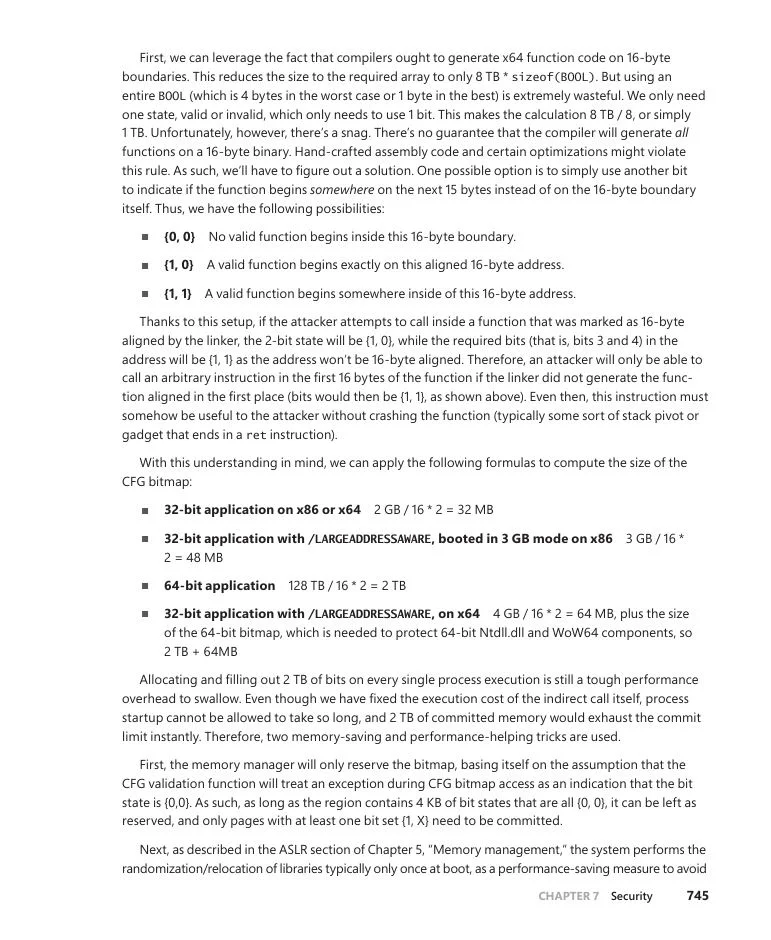 First, we can leverage the fact that compilers ought to generate x64 function code on 16-byte
boundaries. This reduces the size to the required array to only 8 TB * sizeof(BOOL). But using an
entire BOOL (which is 4 bytes in the worst case or 1 byte in the best) is extremely wasteful. We only need
one state, valid or invalid, which only needs to use 1 bit. This makes the calculation 8 TB / 8, or simply
1 TB. Unfortunately, however, there’s a snag. There’s no guarantee that the compiler will generate all
functions on a 16-byte binary. Hand-crafted assembly code and certain optimizations might violate
this rule. As such, we’ll have to figure out a solution. One possible option is to simply use another bit
to indicate if the function begins somewhere on the next 15 bytes instead of on the 16-byte boundary
itself. Thus, we have the following possibilities:
■ {0, 0} No valid function begins inside this 16-byte boundary.
■ {1, 0} A valid function begins exactly on this aligned 16-byte address.
■ {1, 1} A valid function begins somewhere inside of this 16-byte address.
Thanks to this setup, if the attacker attempts to call inside a function that was marked as 16-byte
aligned by the linker, the 2-bit state will be {1, 0}, while the required bits (that is, bits 3 and 4) in the
address will be {1, 1} as the address won’t be 16-byte aligned. Therefore, an attacker will only be able to
call an arbitrary instruction in the first 16 bytes of the function if the linker did not generate the func-
tion aligned in the first place (bits would then be {1, 1}, as shown above). Even then, this instruction must
somehow be useful to the attacker without crashing the function (typically some sort of stack pivot or
gadget that ends in a ret instruction).
With this understanding in mind, we can apply the following formulas to compute the size of the
CFG bitmap:
■ 32-bit application on x86 or x64 2 GB / 16 * 2 = 32 MB
■ 32-bit application with /LARGEADDRESSAWARE, booted in 3 GB mode on x86 3 GB / 16 *
2 = 48 MB
■ 64-bit application 128 TB / 16 * 2 = 2 TB
■ 32-bit application with /LARGEADDRESSAWARE, on x64 4 GB / 16 * 2 = 64 MB, plus the size
of the 64-bit bitmap, which is needed to protect 64-bit Ntdll.dll and WoW64 components, so
2 TB + 64MB
Allocating and filling out 2 TB of bits on every single process execution is still a tough performance
overhead to swallow. Even though we have fixed the execution cost of the indirect call itself, process
startup cannot be allowed to take so long, and 2 TB of committed memory would exhaust the commit
limit instantly. Therefore, two memory-saving and performance-helping tricks are used.
First, the memory manager will only reserve the bitmap, basing itself on the assumption that the
CFG validation function will treat an exception during CFG bitmap access as an indication that the bit
state is {0,0}. As such, as long as the region contains 4 KB of bit states that are all {0, 0}, it can be left as
reserved, and only pages with at least one bit set {1, X} need to be committed.
Next, as described in the ASLR section of Chapter 5, “Memory management,” the system performs the
randomization/relocation of libraries typically only once at boot, as a performance-saving measure to avoid
CHAPTER 7 Security 745